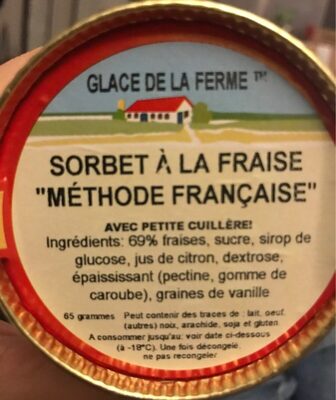 GLACE DE LA FERME ™
SORBET À LA FRAISE
"MÉTHODE FRANÇAISE"
AVEC PETITE CUILLÈRE!
Ingrédients: 69% fraises, sucre, sirop de
glucose, jus de citron, dextrose,
épaississant (pectine, gomme de
caroube), graines de vanille
65 grammes Peut contenir des traces de : lait, oeuf,
(autres) noix, arachide, soja et gluten
A consommer jusqu'au: voir date ci-dessous
(à -18°C). Une fois décongelé,
ne pas recongeler